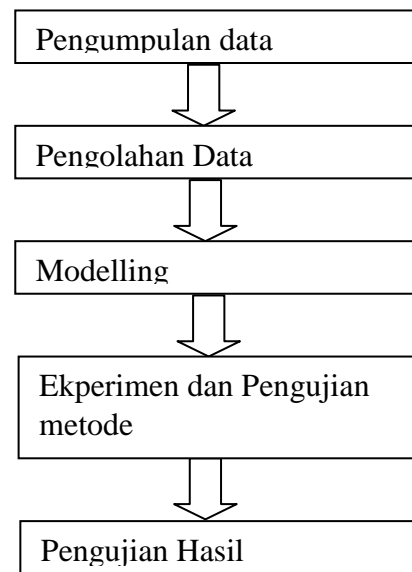 Pengumpulan data
Pengolahan Data
Modelling
Ekperimen dan Pengujian
metode
Pengujian Hasil